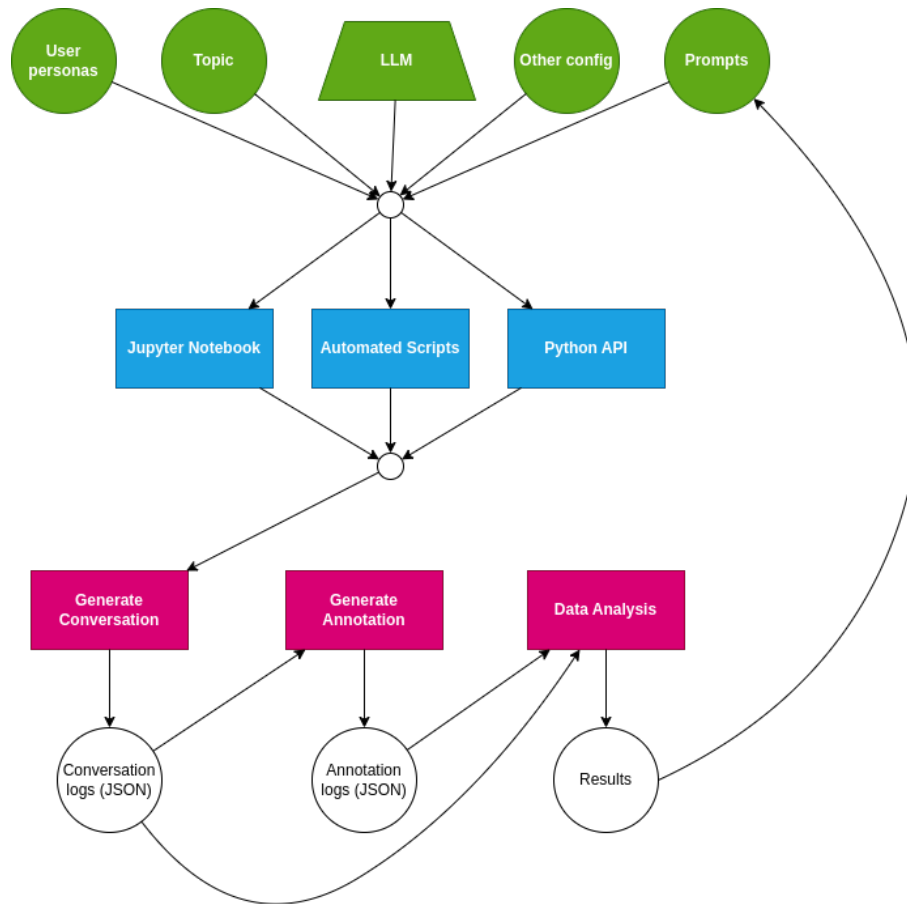 User
personas
Topic
LLM
Other config
Prompts
Jupyter Notebook
Automated Scripts
Python API
Generate
Conversation
Generate
Annotation
Data Analysis
Conversation
logs (JSON)
Annotation
logs (JSON)
Results